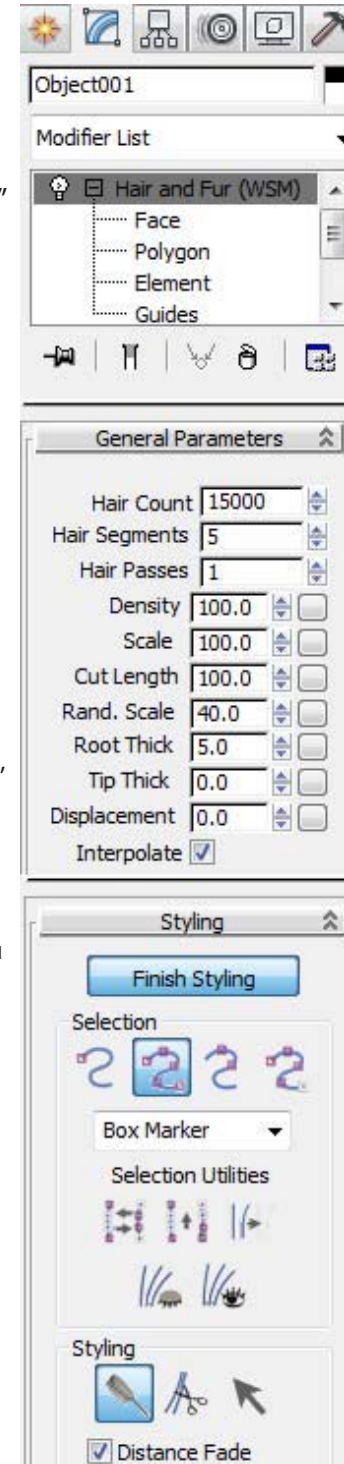 Object001
Modifier List
Hair and Fur (WSM)
Face
Polygon
Element
Guides
General Parameters
Hair Count 15000
Hair Segments 5
Hair Passes 1
Density 100.0
Scale 100.0
Cut Length 100.0
Rand. Scale 40.0
Root Thick 5.0
Tip Thick 0.0
Displacement 0.0
Interpolate
Styling
Finish Styling
Selection
Box Marker
Selection Utilities
Styling
Distance Fade